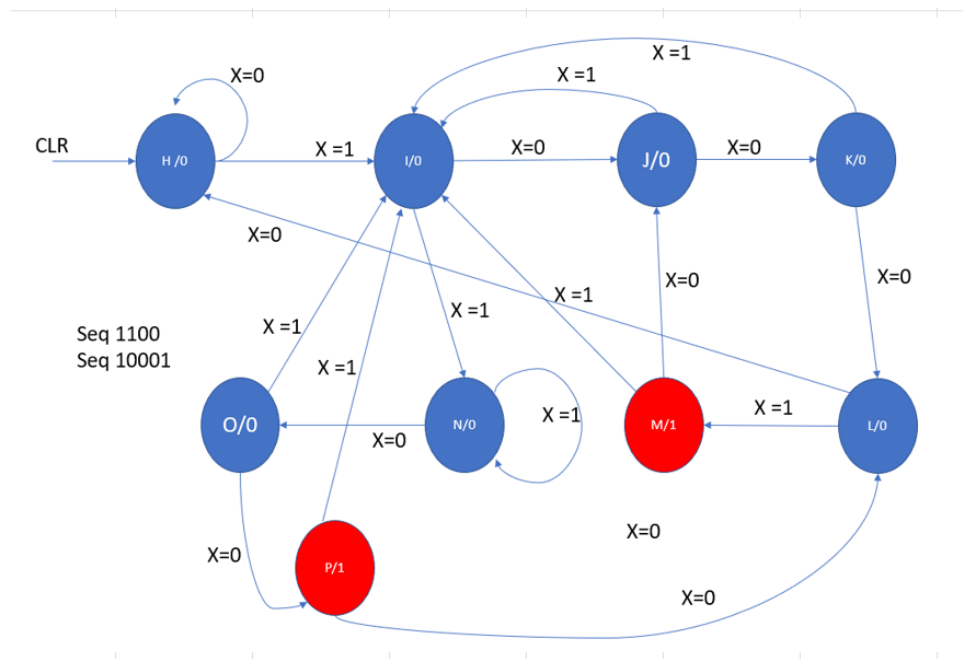 X =1
X=0
X =1
CLR
H /0
X =1
I/0
X=0
J/0
X=0
K/0
X=0
X=0
X=0
X =1
X =1
Seq 1100
Seq 10001
X =1
X =1
O/0
X=0
N/0
X =1
M/1
X =1
L/0
X=0
X=0
P/1
X=0